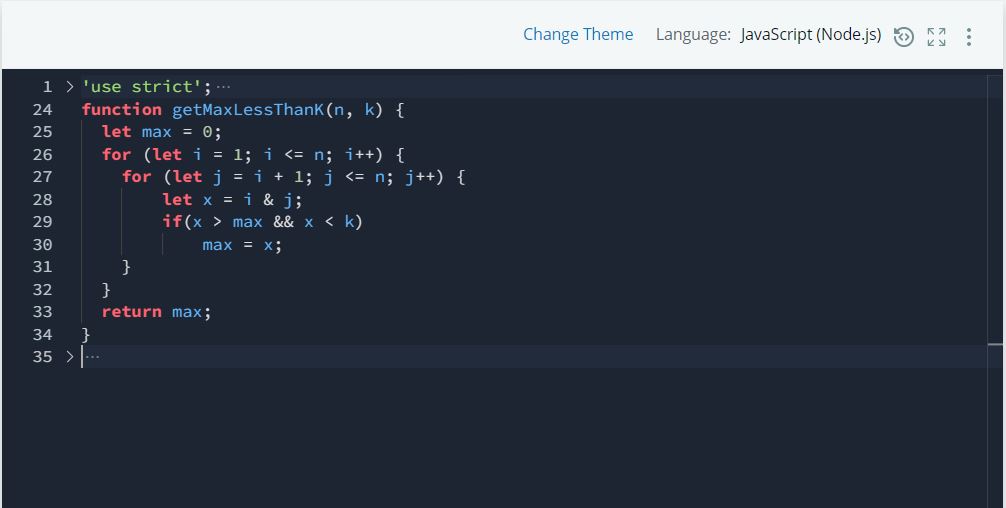 Change Theme Language: JavaScript (Node.js)
1 > 'use strict'; ...
24 function getMaxLessThanK(n, k) {
25   let max = 0;
26   for (let i = 1; i <= n; i++) {
27     for (let j = i + 1; j <= n; j++) {
28         let x = i & j;
29         if(x > max && x < k)
30             max = x;
31     }
32   }
33   return max;
34 }
35 > ...